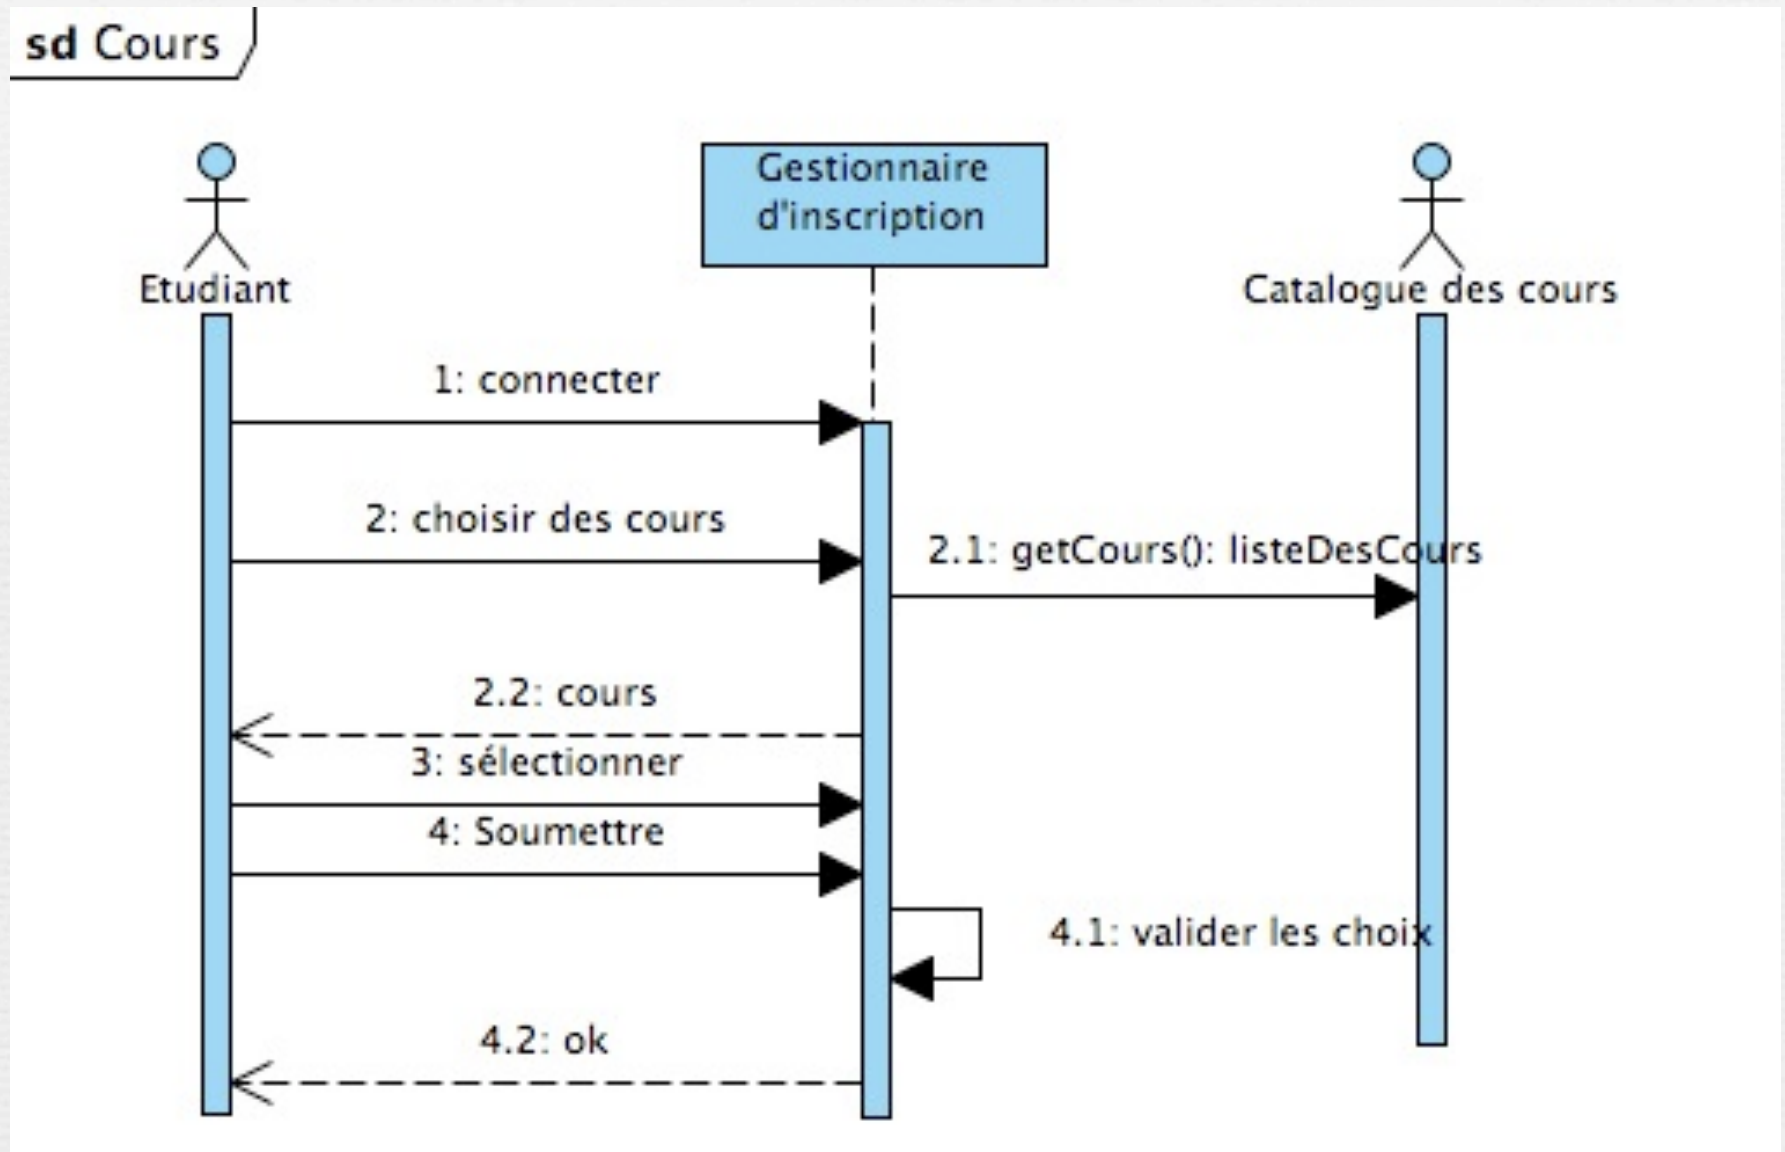 sd Cours
Gestionnaire
d'inscription
Etudiant
Catalogue des cours
1: connecter
2: choisir des cours
2.1: getCours(): listeDesCours
2.2: cours
3: sélectionner
4: Soumettre
4.1: valider les choix
4.2: ok